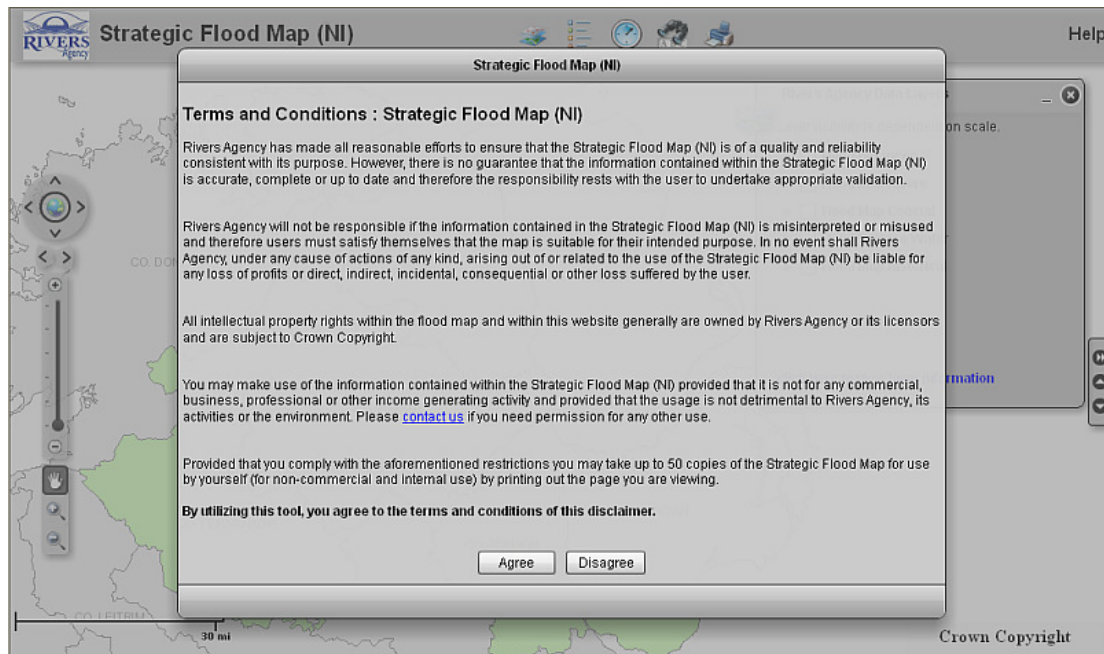 RIVERS
Agency
Strategic Flood Map (NI)
Help
Strategic Flood Map (NI)
Terms and Conditions : Strategic Flood Map (NI)
Rivers Agency has made all reasonable efforts to ensure that the Strategic Flood Map (NI) is of a quality and reliability
consistent with its purpose. However, there is no guarantee that the information contained within the Strategic Flood Map (NI)
is accurate, complete or up to date and therefore the responsibility rests with the user to undertake appropriate validation.
Rivers Agency will not be responsible if the information contained in the Strategic Flood Map (NI) is misinterpreted or misused
and therefore users must satisfy themselves that the map is suitable for their intended purpose. In no event shall Rivers
Agency, under any cause of actions of any kind, arising out of or related to the use of the Strategic Flood Map (NI) be liable for
any loss of profits or direct, indirect, incidental, consequential or other loss suffered by the user.
All intellectual property rights within the flood map and within this website generally are owned by Rivers Agency or its licensors
and are subject to Crown Copyright.
You may make use of the information contained within the Strategic Flood Map (NI) provided that it is not for any commercial,
business, professional or other income generating activity and provided that the usage is not detrimental to Rivers Agency, its
activities or the environment. Please contact us if you need permission for any other use.
Provided that you comply with the aforementioned restrictions you may take up to 50 copies of the Strategic Flood Map for use
by yourself (for non-commercial and internal use) by printing out the page you are viewing.
By utilizing this tool, you agree to the terms and conditions of this disclaimer.
Agree Disagree
on scale.
CO. DON
CO. LEITRIM
30 mi
Crown Copyright